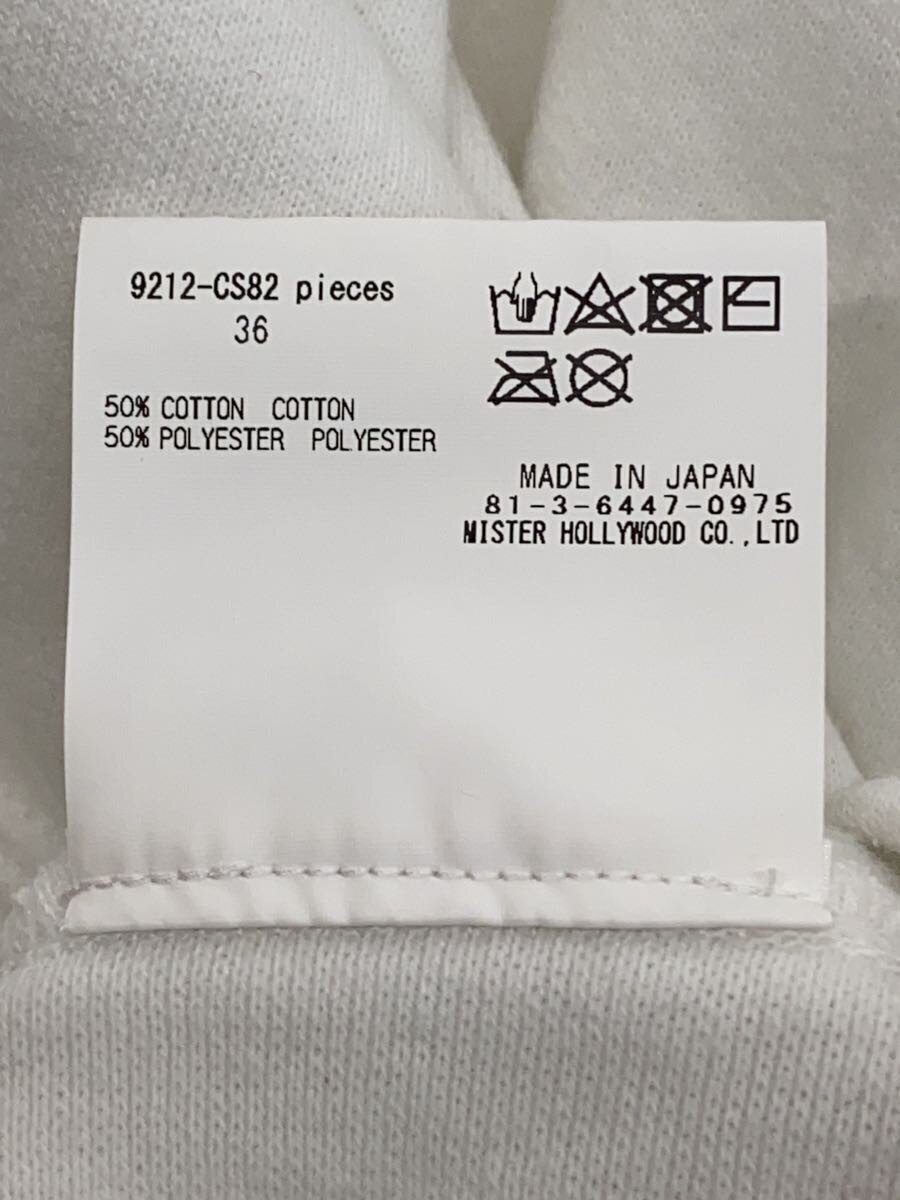 9212-CS82 pieces
36
50% COTTON COTTON
50% POLYESTER POLYESTER
MADE IN JAPAN
81-3-6447-0975
MISTER HOLLYWOOD CO.,LTD